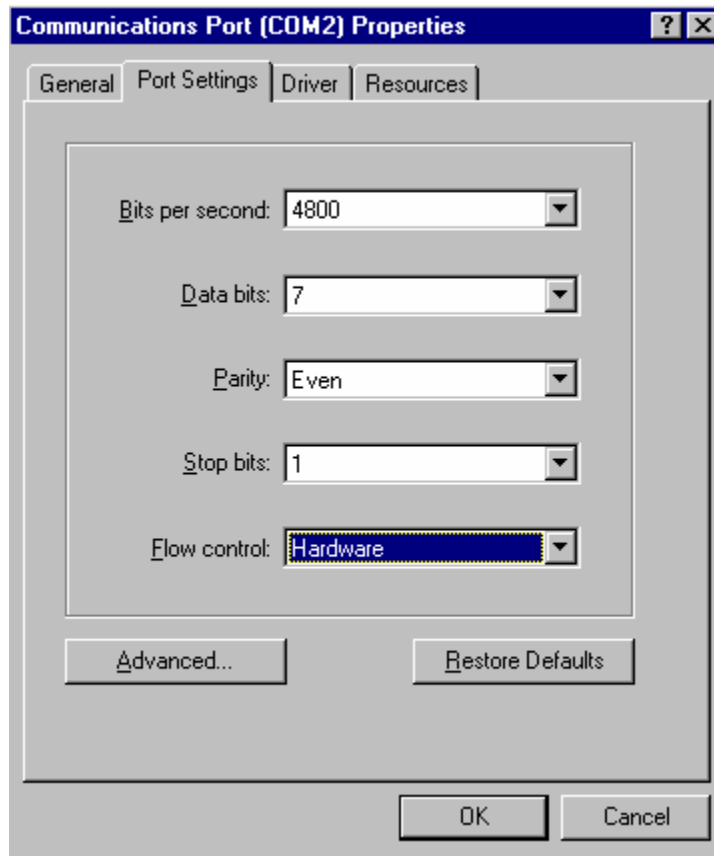 Communications Port (COM2) Properties
General Port Settings Driver Resources
Bits per second: 4800
Data bits: 7
Parity: Even
Stop bits: 1
Flow control: Hardware
Advanced... Restore Defaults
OK Cancel